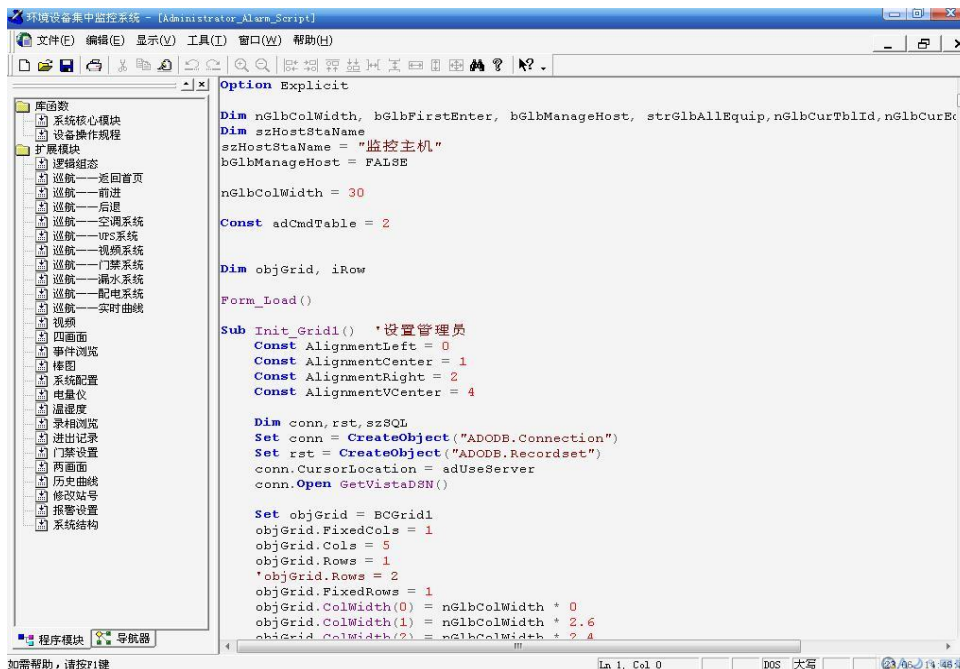 环境设备集中监控系统 - [Administrator_Alarm_Script]
文件(F) 编辑(E) 显示(V) 工具(T) 窗口(W) 帮助(H)
库函数
系统核心模块
设备操作规程
扩展模块
逻辑组态
巡航——返回首页
巡航——前进
巡航——后退
巡航——空调系统
巡航——UPS系统
巡航——视频系统
巡航——门禁系统
巡航——漏水系统
巡航——配电系统
巡航——实时曲线
视频
四画面
事件浏览
棒图
系统配置
电量仪
温湿度
录相浏览
进出记录
门禁设置
两画面
历史曲线
修改站号
报警设置
系统结构
程序模块 导航器
Option Explicit
Dim nGlbColWidth, bGlbFirstEnter, bGlbManageHost, strGlbAllEquip,nGlbCurTblId,nGlbCurEc
Dim szHostStaName
szHostStaName = "监控主机"
bGlbManageHost = FALSE
nGlbColWidth = 30
Const adCmdTable = 2
Dim objGrid, iRow
Form_Load()
Sub Init_Grid1() '设置管理员
Const AlignmentLeft = 0
Const AlignmentCenter = 1
Const AlignmentRight = 2
Const AlignmentVCenter = 4
Dim conn,rst,szSQL
Set conn = CreateObject("ADODB.Connection")
Set rst = CreateObject("ADODB.Recordset")
conn.CursorLocation = adUseServer
conn.Open GetVistaDSN()
Set objGrid = BCGrid1
objGrid.FixedCols = 1
objGrid.Cols = 5
objGrid.Rows = 1
'objGrid.Rows = 2
objGrid.FixedRows = 1
objGrid.ColWidth(0) = nGlbColWidth * 0
objGrid.ColWidth(1) = nGlbColWidth * 2.6
objGrid.ColWidth(2) = nGlbColWidth * 2.4
如需帮助，请按F1键
Ln 1, Col 0 DOS 大写